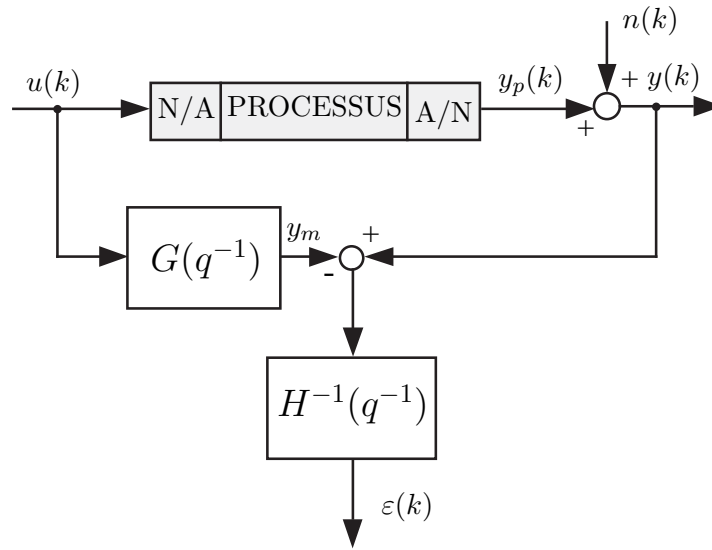 n(k)
u(k)
N/A PROCESSUS A/N
y_p(k)
+
+
y(k)
G(q^{-1})
y_m
-
+
H^{-1}(q^{-1})
ε(k)